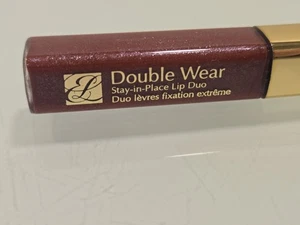 Double Wear
Stay-in-Place Lip Duo
Duo lèvres fixation extrême